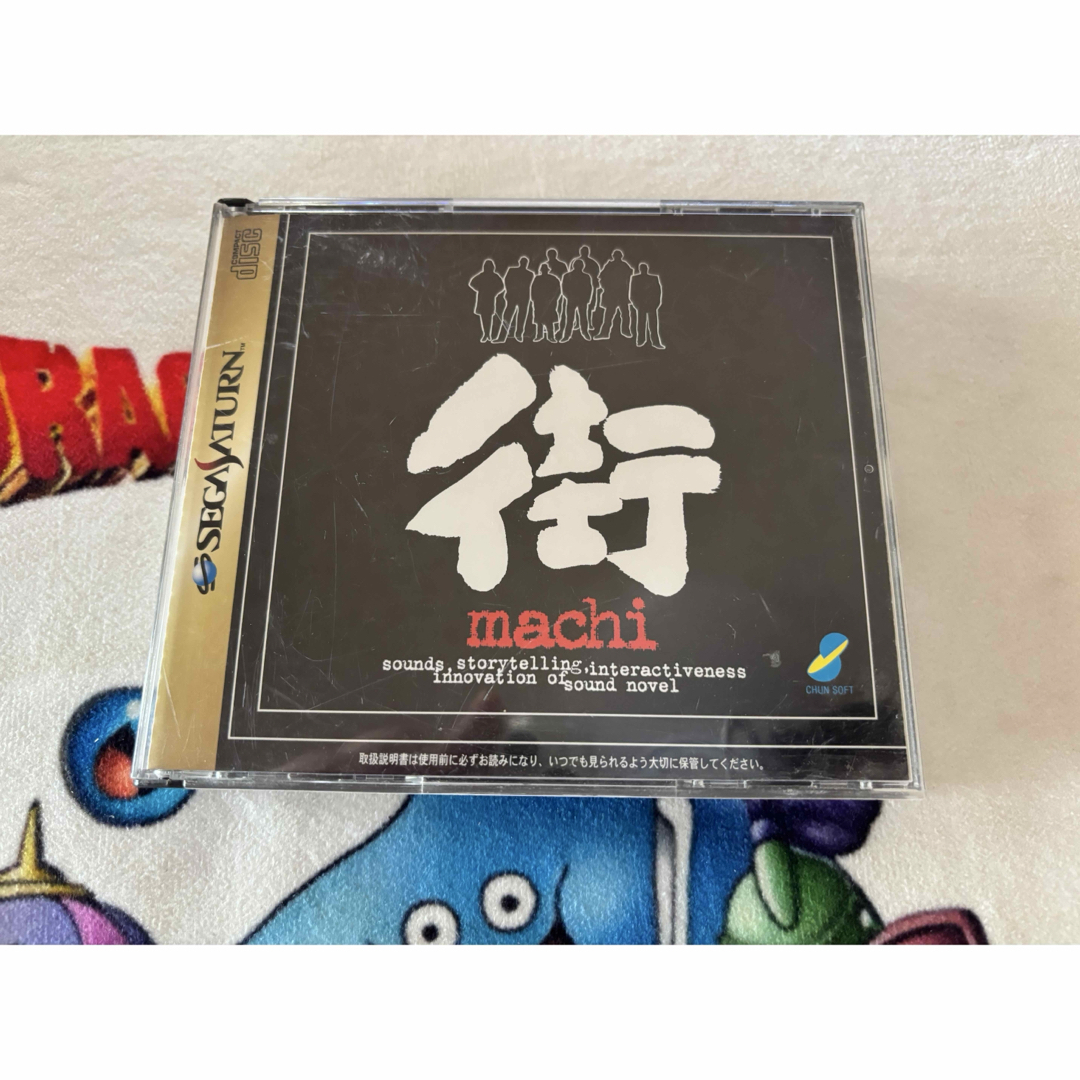 COMPACT
disc
SEGA SATURN™
街
machi
sounds,storytelling,interactiveness
innovation of sound novel
CHUN SOFT
取扱説明書は使用前に必ずお読みになり、いつでも見られるよう大切に保管してください。
RAG